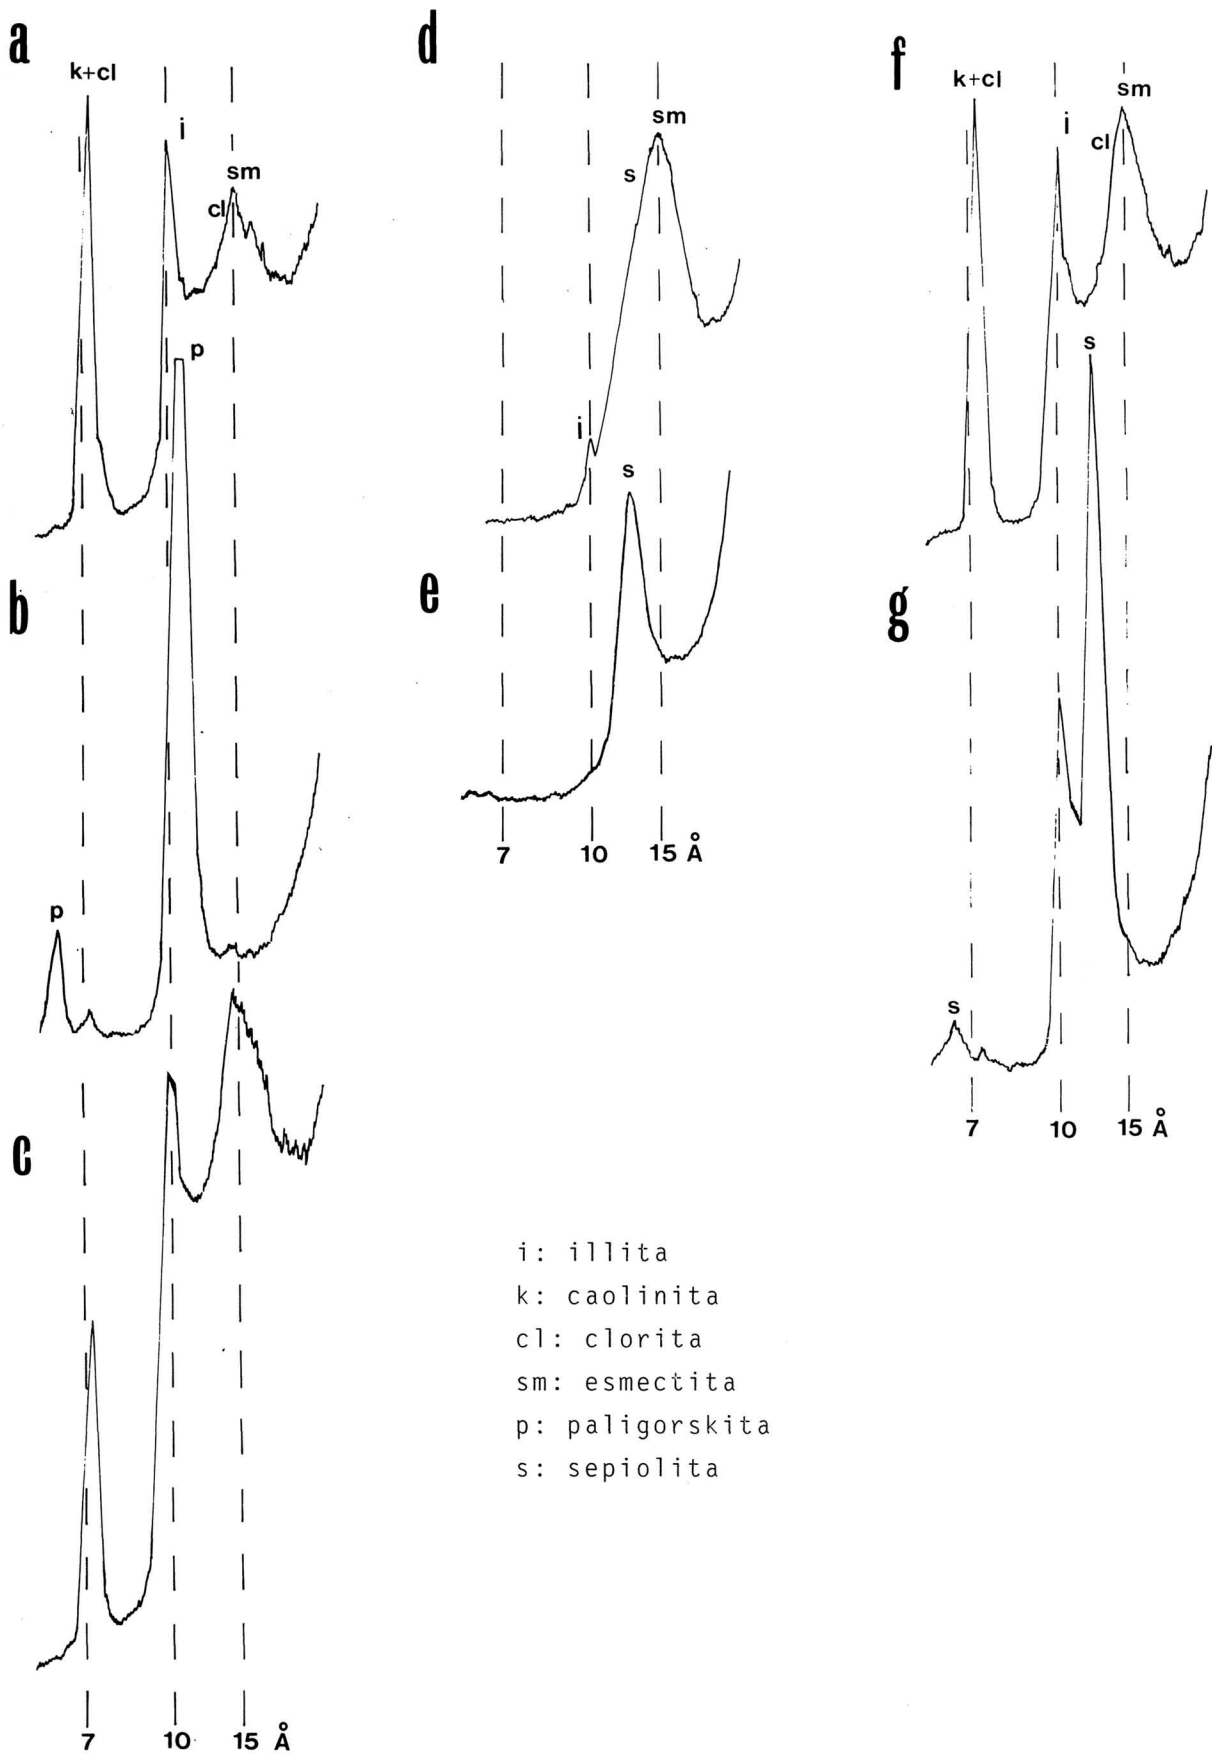 a
k+cl
i
sm
cl
p
b
p
c
7 10 15 Å
d
sm
s
i
s
e
7 10 15 Å
f
k+cl
i
sm
cl
s
g
s
7 10 15 Å
i: illita
k: caolinita
cl: clorita
sm: esmectita
p: paligorskita
s: sepiolita